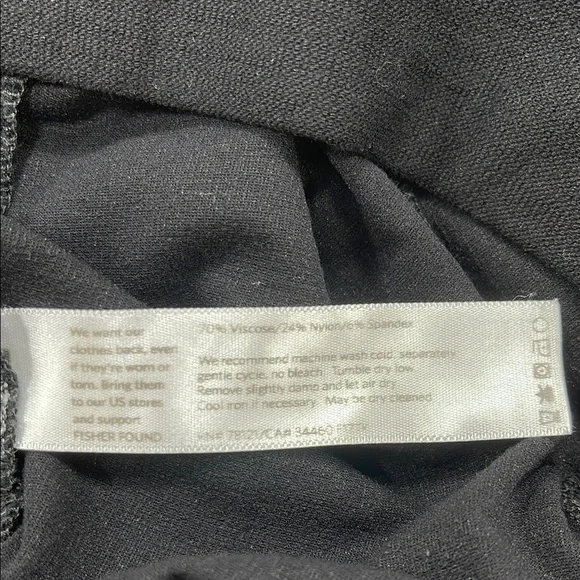 We want our
clothes back, even
if they're worn or
torn. Bring them
to our US stores
and support
FISHER FOUND.
70% Viscose/24% Nylon/6% Spandex
We recommend machine wash cold, separately
gentle cycle, no bleach. Tumble dry low.
Remove slightly damp and let air dry.
Cool iron if necessary. May be dry cleaned
CA# 34460